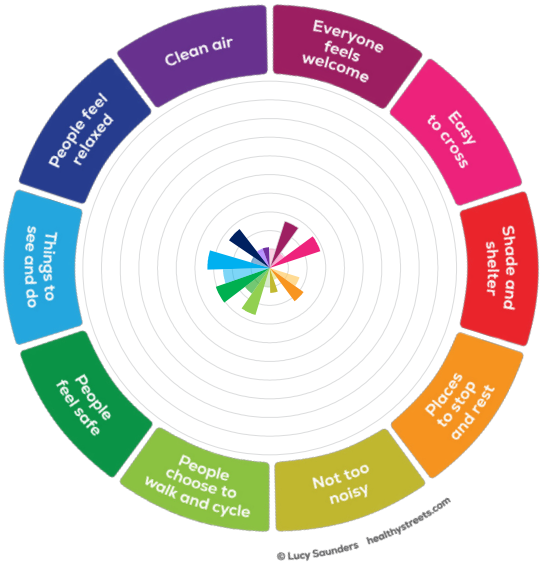 Everyone
feels
welcome
Easy
to cross
Shade and
shelter
Places
to stop
and rest
Not too
noisy
People
choose to
walk and cycle
People
feel safe
Things to
see and do
People feel
relaxed
Clean air
© Lucy Saunders healthystreets.com